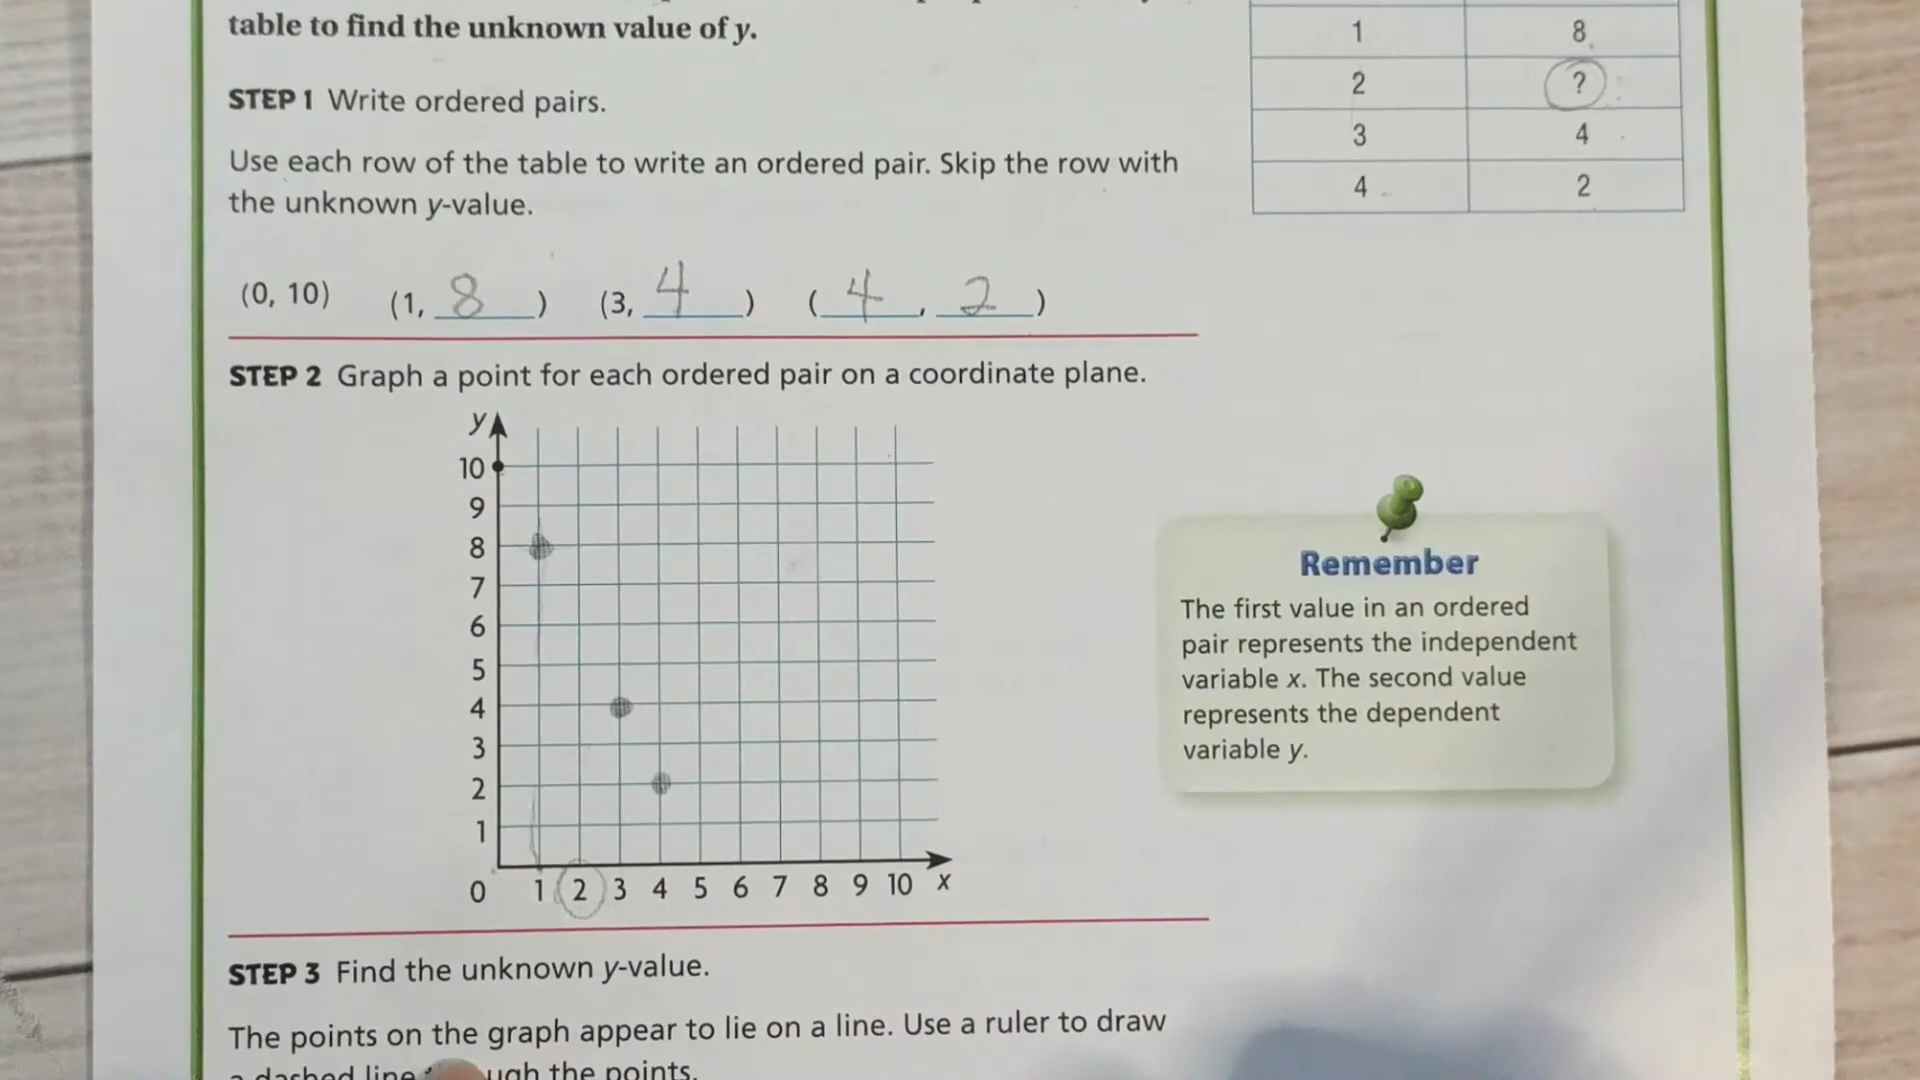 table to find the unknown value of y.
1 8
2 ?
3 4
4 2
STEP 1 Write ordered pairs.
Use each row of the table to write an ordered pair. Skip the row with
the unknown y-value.
(0, 10) (1, 8) (3, 4) (4, 2)
STEP 2 Graph a point for each ordered pair on a coordinate plane.
y
10
9
8
7
6
5
4
3
2
1
0 1 2 3 4 5 6 7 8 9 10 x
Remember
The first value in an ordered
pair represents the independent
variable x. The second value
represents the dependent
variable y.
STEP 3 Find the unknown y-value.
The points on the graph appear to lie on a line. Use a ruler to draw
a dashed line the points.